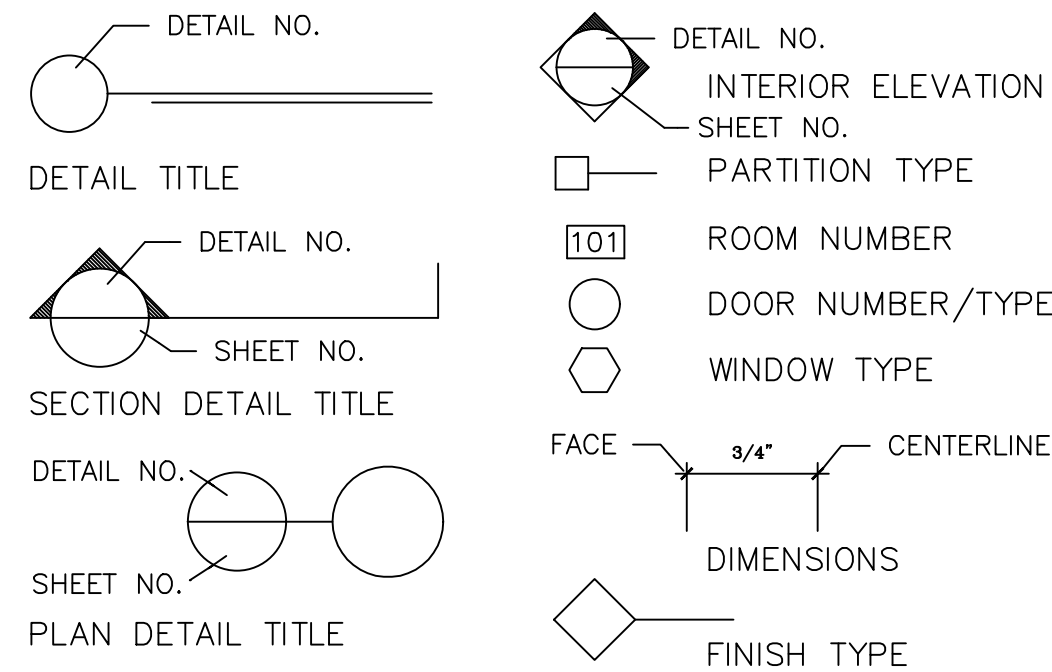 DETAIL NO.
DETAIL TITLE
DETAIL NO.
SHEET NO.
SECTION DETAIL TITLE
DETAIL NO.
SHEET NO.
PLAN DETAIL TITLE
DETAIL NO.
INTERIOR ELEVATION
SHEET NO.
PARTITION TYPE
101 ROOM NUMBER
DOOR NUMBER/TYPE
WINDOW TYPE
FACE 3/4" CENTERLINE
DIMENSIONS
FINISH TYPE